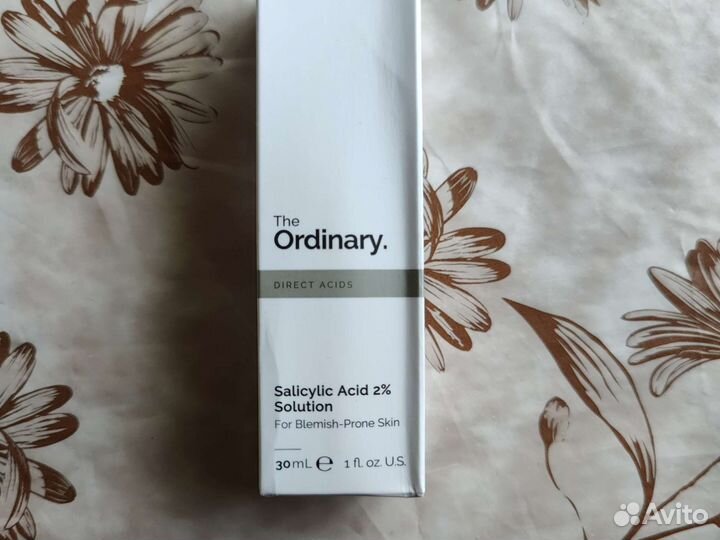 The
Ordinary.
DIRECT ACIDS
Salicylic Acid 2%
Solution
For Blemish-Prone Skin
30mL ℮ 1 fl. oz. U.S.
Avito